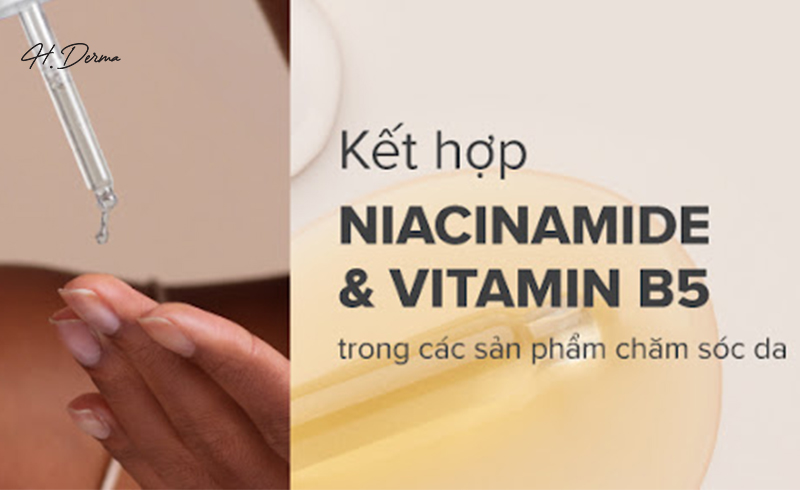 H.Derma
Kết hợp
NIACINAMIDE
& VITAMIN B5
trong các sản phẩm chăm sóc da